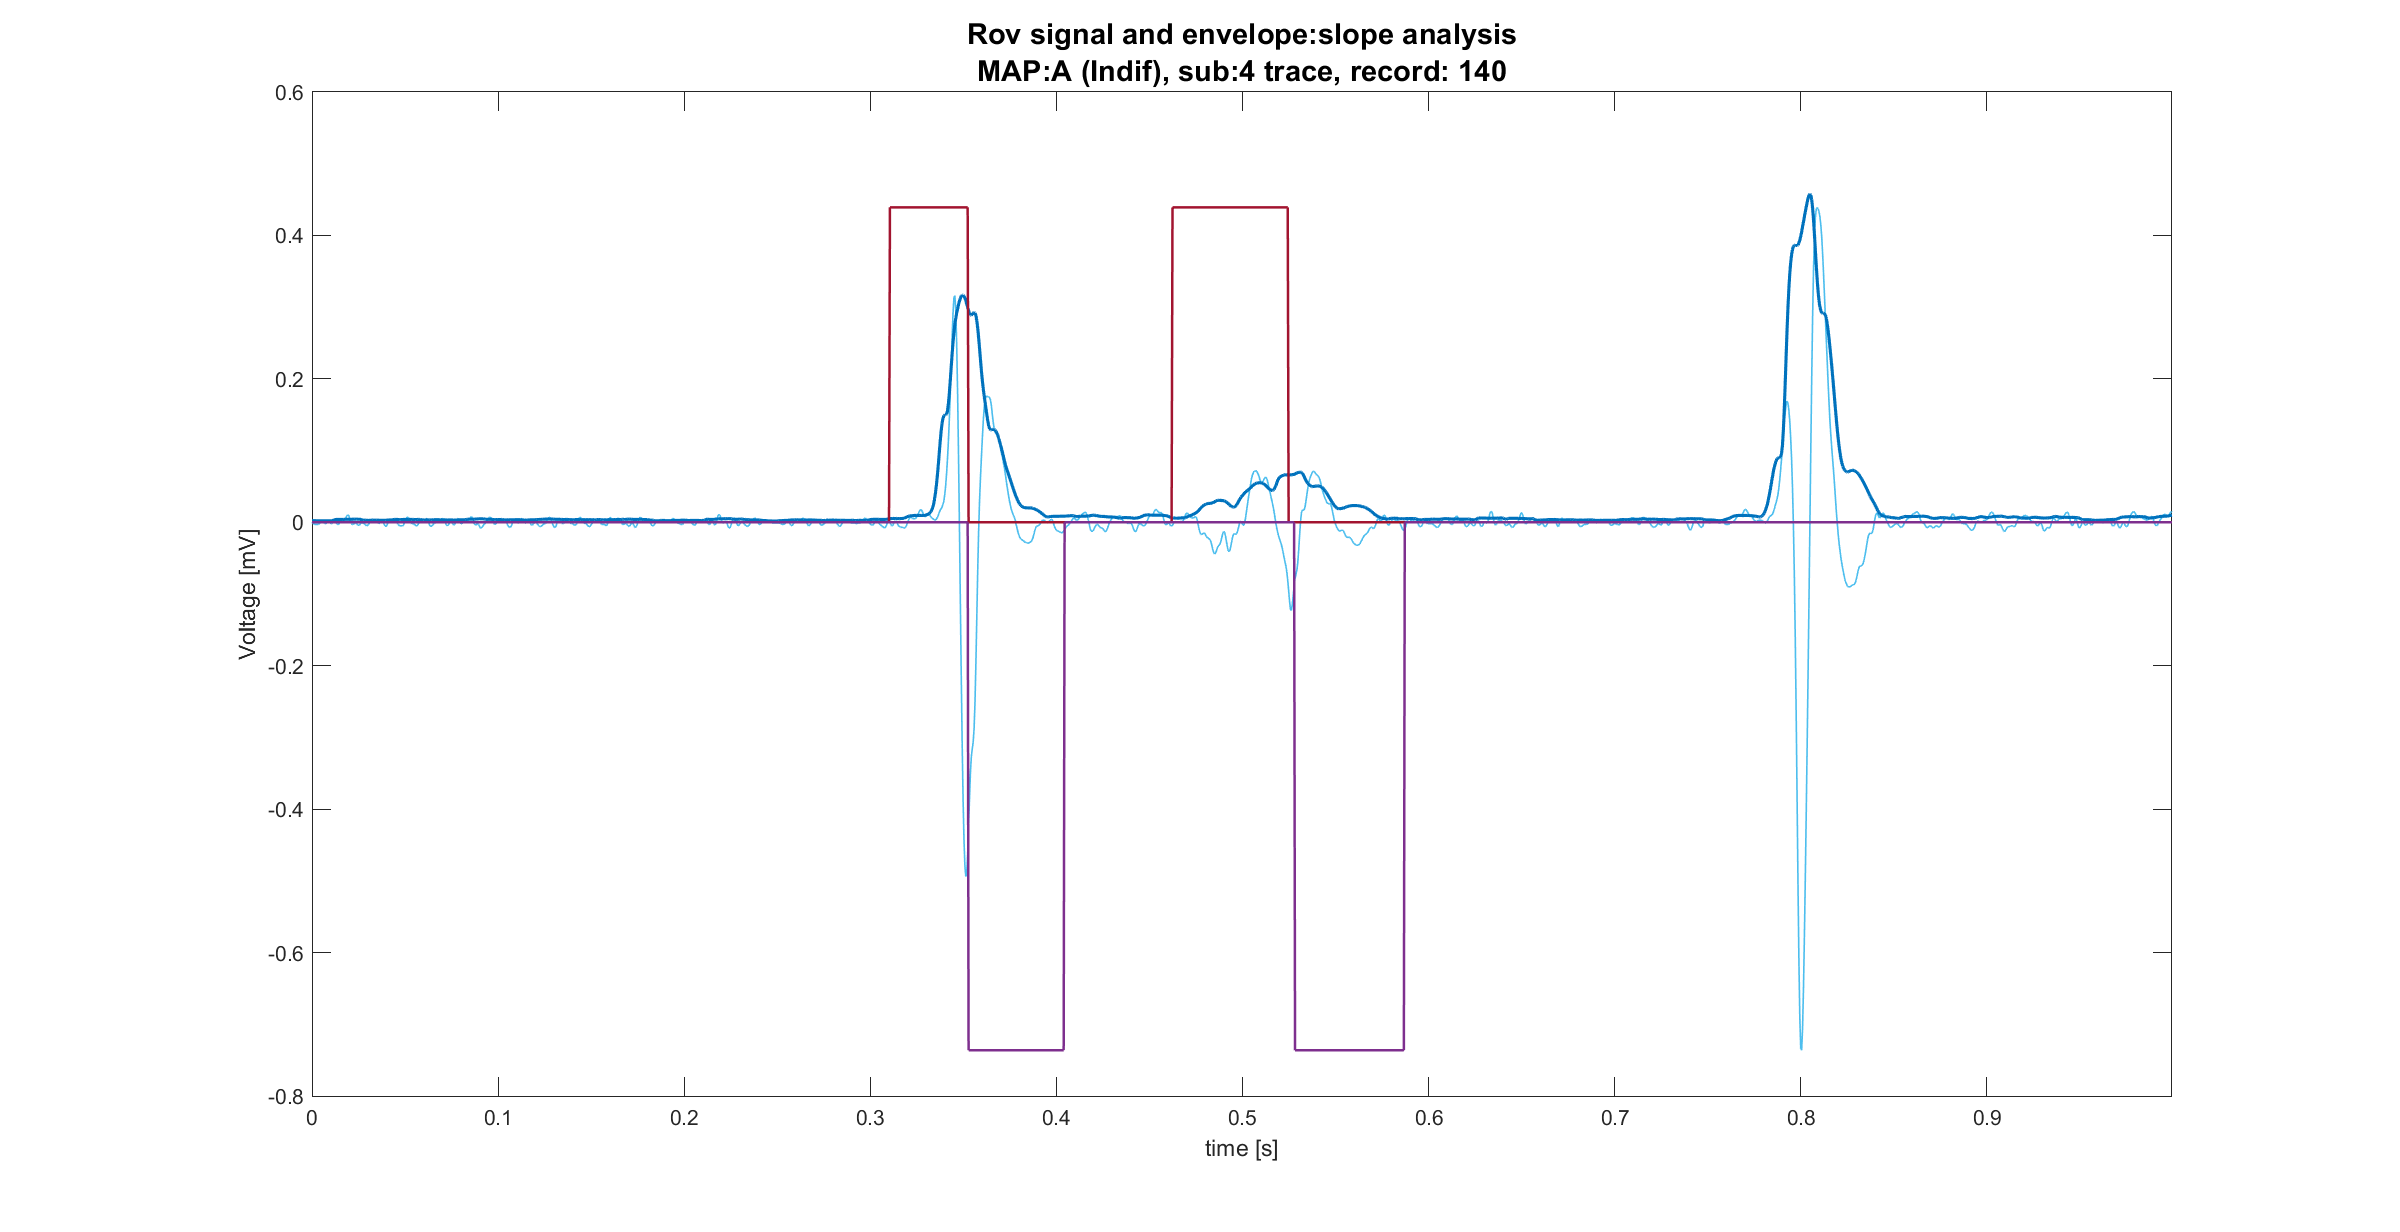 Rov signal and envelope:slope analysis
MAP:A (Indif), sub:4 trace, record: 140
0.6
0.4
0.2
0
-0.2
-0.4
-0.6
-0.8
Voltage [mV]
0 0.1 0.2 0.3 0.4 0.5 0.6 0.7 0.8 0.9
time [s]